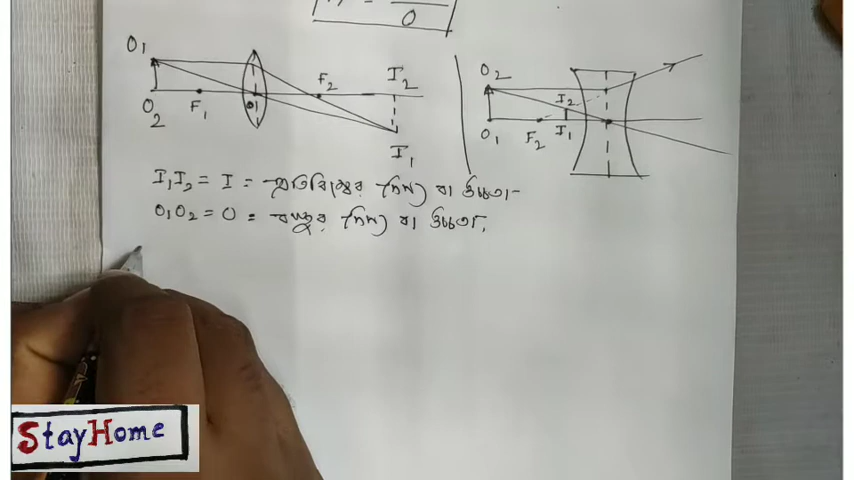 0
O1
O2
F1
O
F2
I2
I1
O2
O1
F2
I2
I1
I1I2 = I = প্রতিবিম্বের দৈর্ঘ্য বা উচ্চতা
O1O2 = O = বস্তুর দৈর্ঘ্য বা উচ্চতা,
StayHome